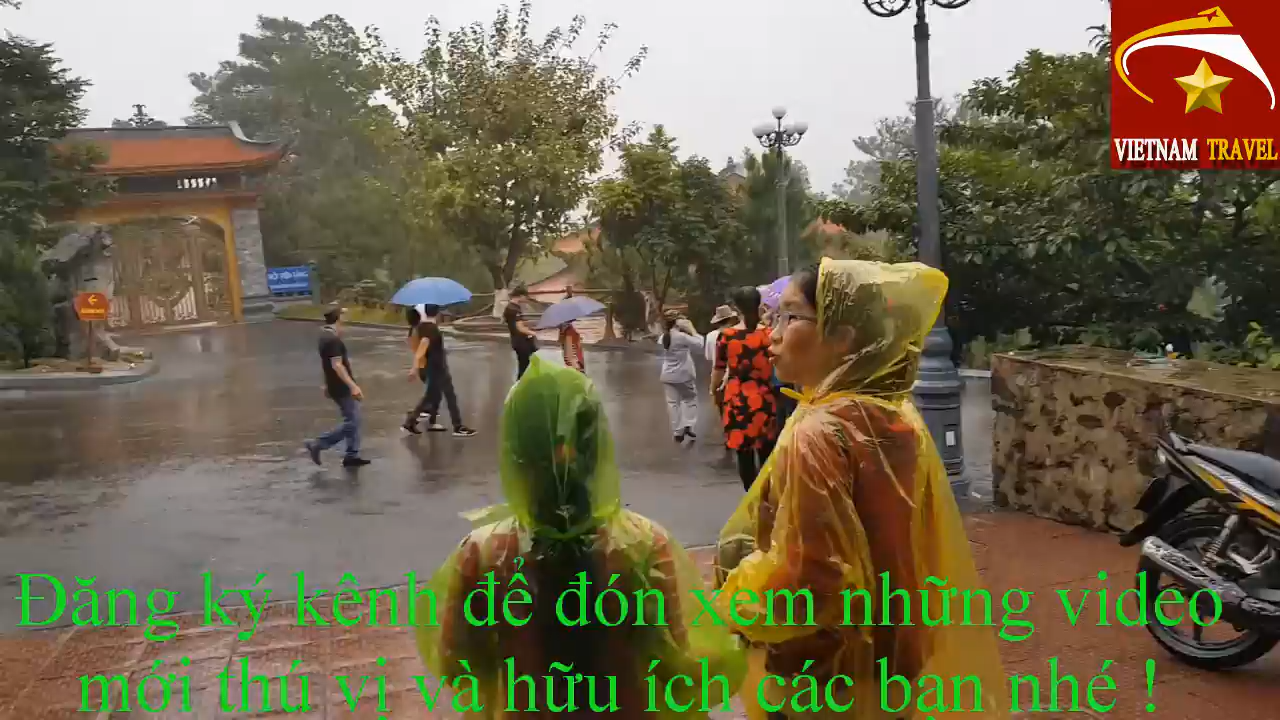 VIETNAM TRAVEL
Đăng ký kênh để đón xem những video
mới thú vị và hữu ích các bạn nhé !